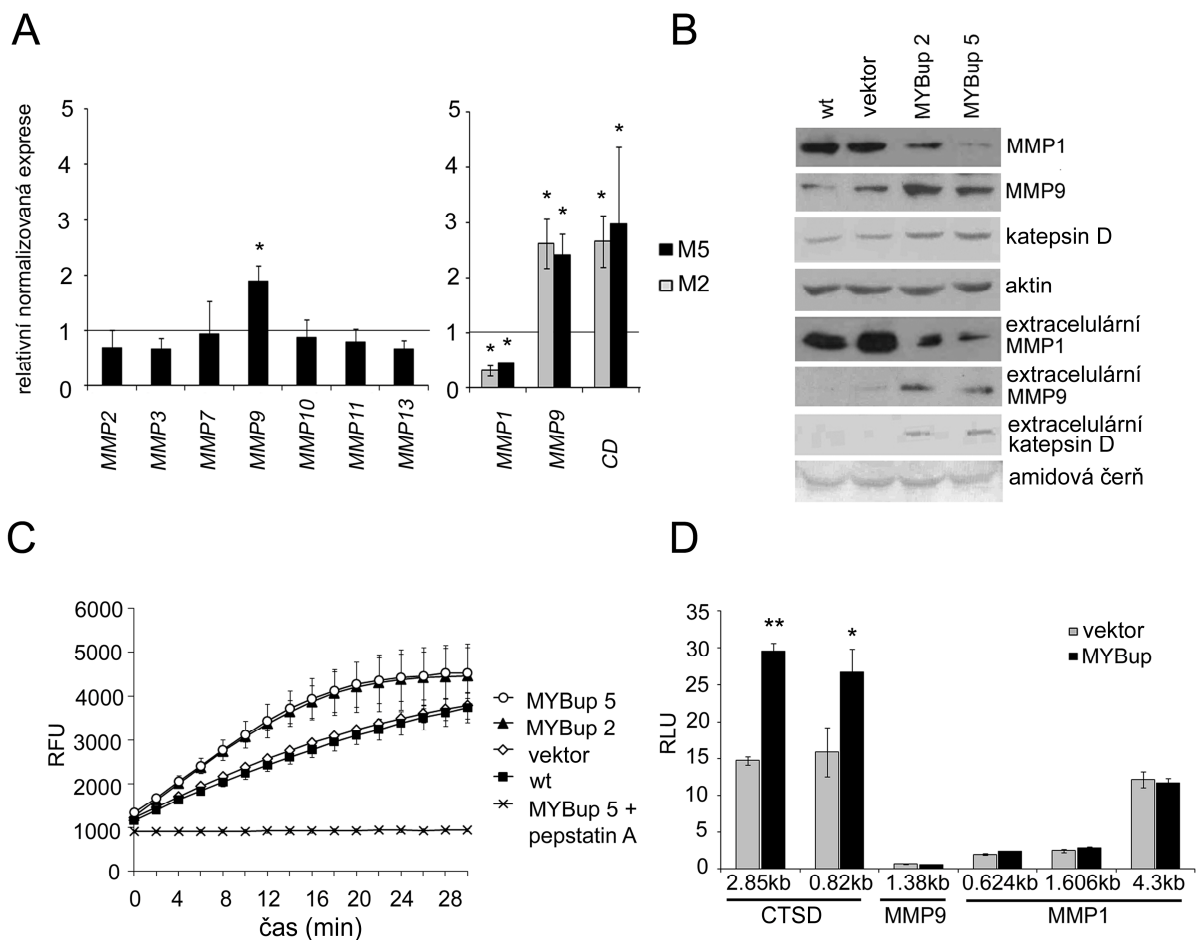 A
relativní normalizovaná exprese
5
4
3
2
1
0
*
MMP2
MMP3
MMP7
MMP9
MMP10
MMP11
MMP13
5
4
3
2
1
0
* *
* *
* *
MMP1
MMP9
CD
M5
M2
B
wt
vektor
MYBup 2
MYBup 5
MMP1
MMP9
katepsin D
aktin
extracelulární
MMP1
extracelulární
MMP9
extracelulární
katepsin D
amidová čerň
C
RFU
6000
5000
4000
3000
2000
1000
0
0 4 8 12 16 20 24 28
čas (min)
MYBup 5
MYBup 2
vektor
wt
MYBup 5 +
pepstatin A
D
RLU
35
30
25
20
15
10
5
0
**
*
vektor
MYBup
2.85kb 0.82kb 1.38kb 0.624kb 1.606kb 4.3kb
CTSD MMP9 MMP1